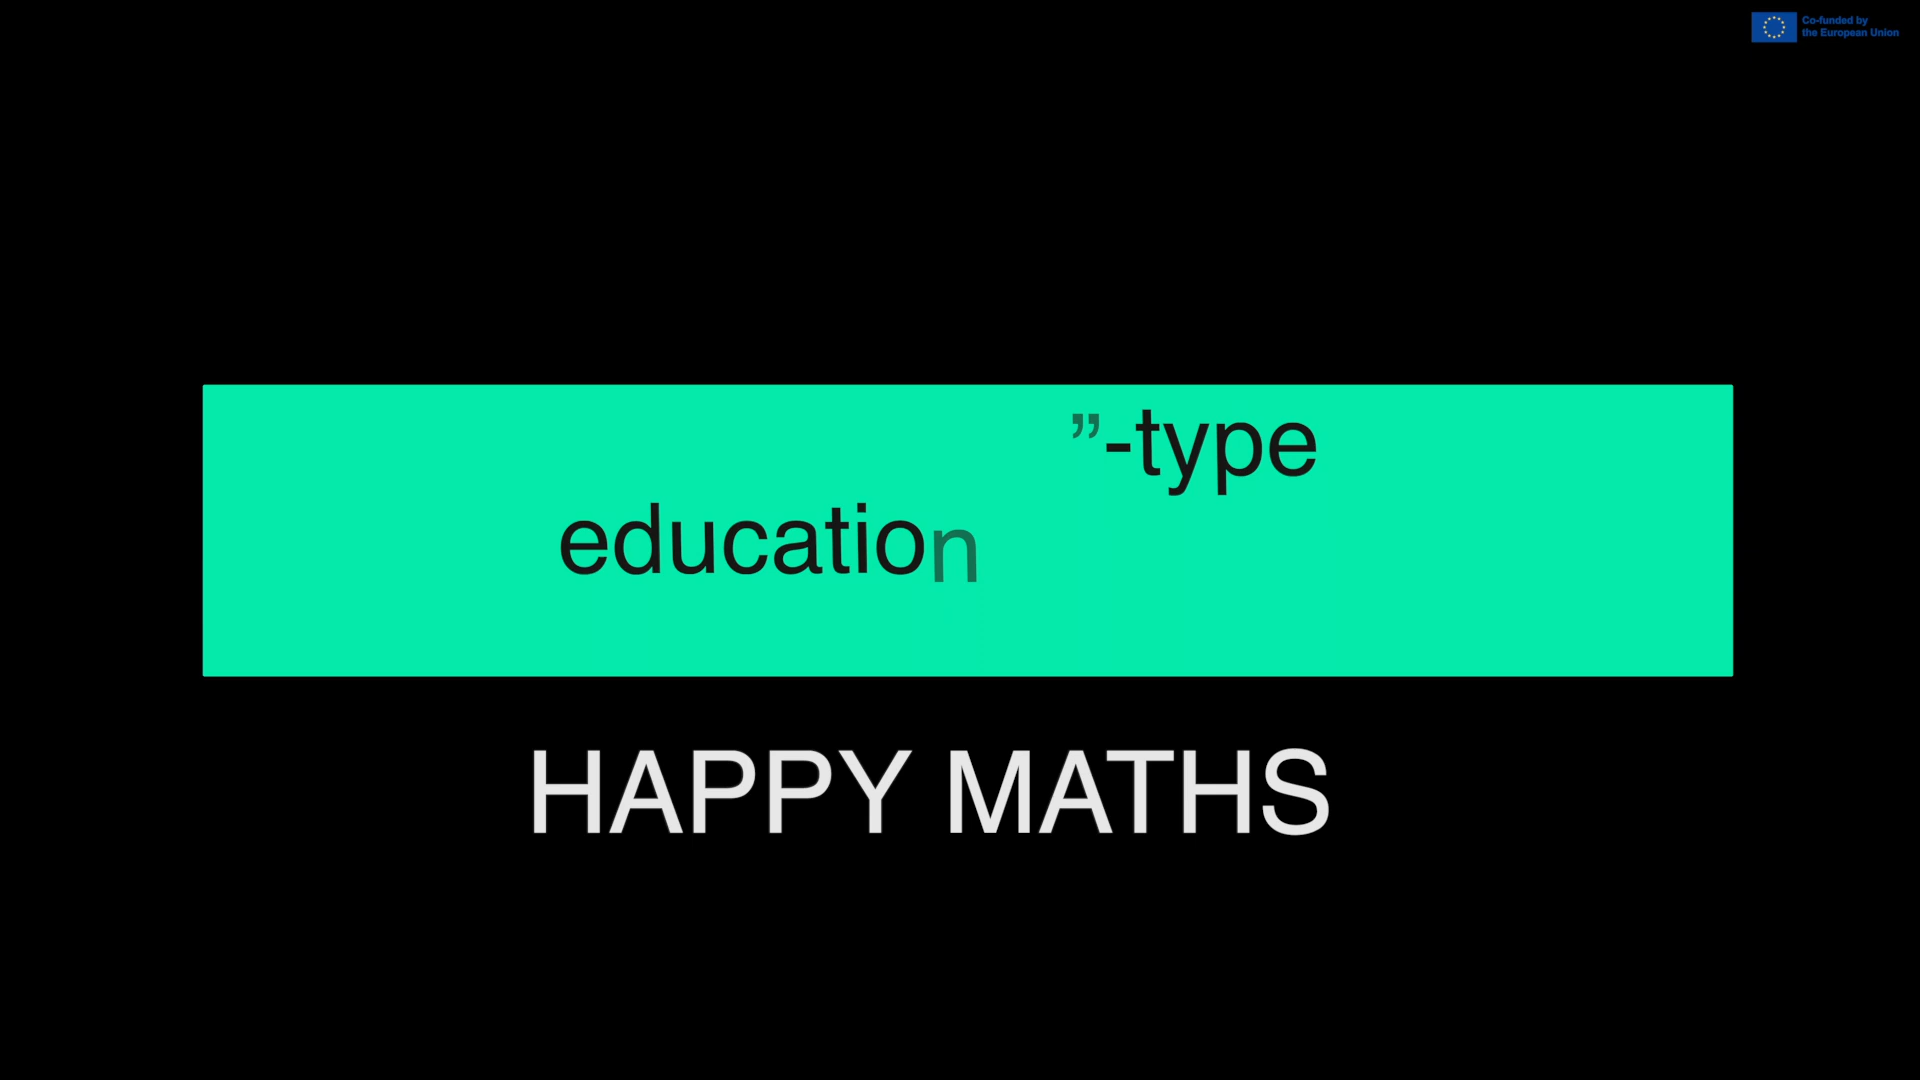 Co-funded by
the European Union
”-type
education
HAPPY MATHS